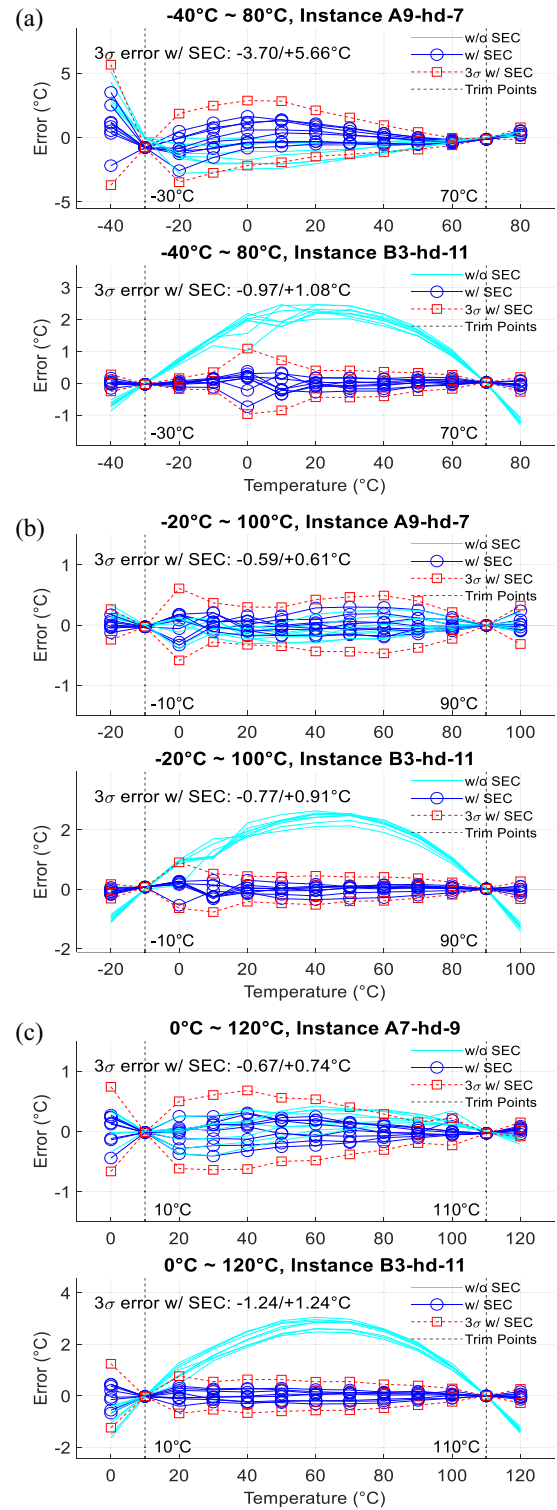 (a)
-40°C ~ 80°C, Instance A9-hd-7
3σ error w/ SEC: -3.70/+5.66°C
w/o SEC
w/ SEC
3σ w/ SEC
Trim Points
Error (°C)
5
0
-5
-30°C
70°C
-40 -20 0 20 40 60 80
-40°C ~ 80°C, Instance B3-hd-11
3σ error w/ SEC: -0.97/+1.08°C
w/o SEC
w/ SEC
3σ w/ SEC
Trim Points
Error (°C)
3
2
1
0
-1
-30°C
70°C
-40 -20 0 20 40 60 80
Temperature (°C)
(b)
-20°C ~ 100°C, Instance A9-hd-7
3σ error w/ SEC: -0.59/+0.61°C
w/o SEC
w/ SEC
3σ w/ SEC
Trim Points
Error (°C)
1
0
-1
-10°C
90°C
-20 0 20 40 60 80 100
-20°C ~ 100°C, Instance B3-hd-11
3σ error w/ SEC: -0.77/+0.91°C
w/o SEC
w/ SEC
3σ w/ SEC
Trim Points
Error (°C)
2
0
-2
-10°C
90°C
-20 0 20 40 60 80 100
Temperature (°C)
(c)
0°C ~ 120°C, Instance A7-hd-9
3σ error w/ SEC: -0.67/+0.74°C
w/o SEC
w/ SEC
3σ w/ SEC
Trim Points
Error (°C)
1
0
-1
10°C
110°C
0 20 40 60 80 100 120
0°C ~ 120°C, Instance B3-hd-11
3σ error w/ SEC: -1.24/+1.24°C
w/o SEC
w/ SEC
3σ w/ SEC
Trim Points
Error (°C)
4
2
0
-2
10°C
110°C
0 20 40 60 80 100 120
Temperature (°C)